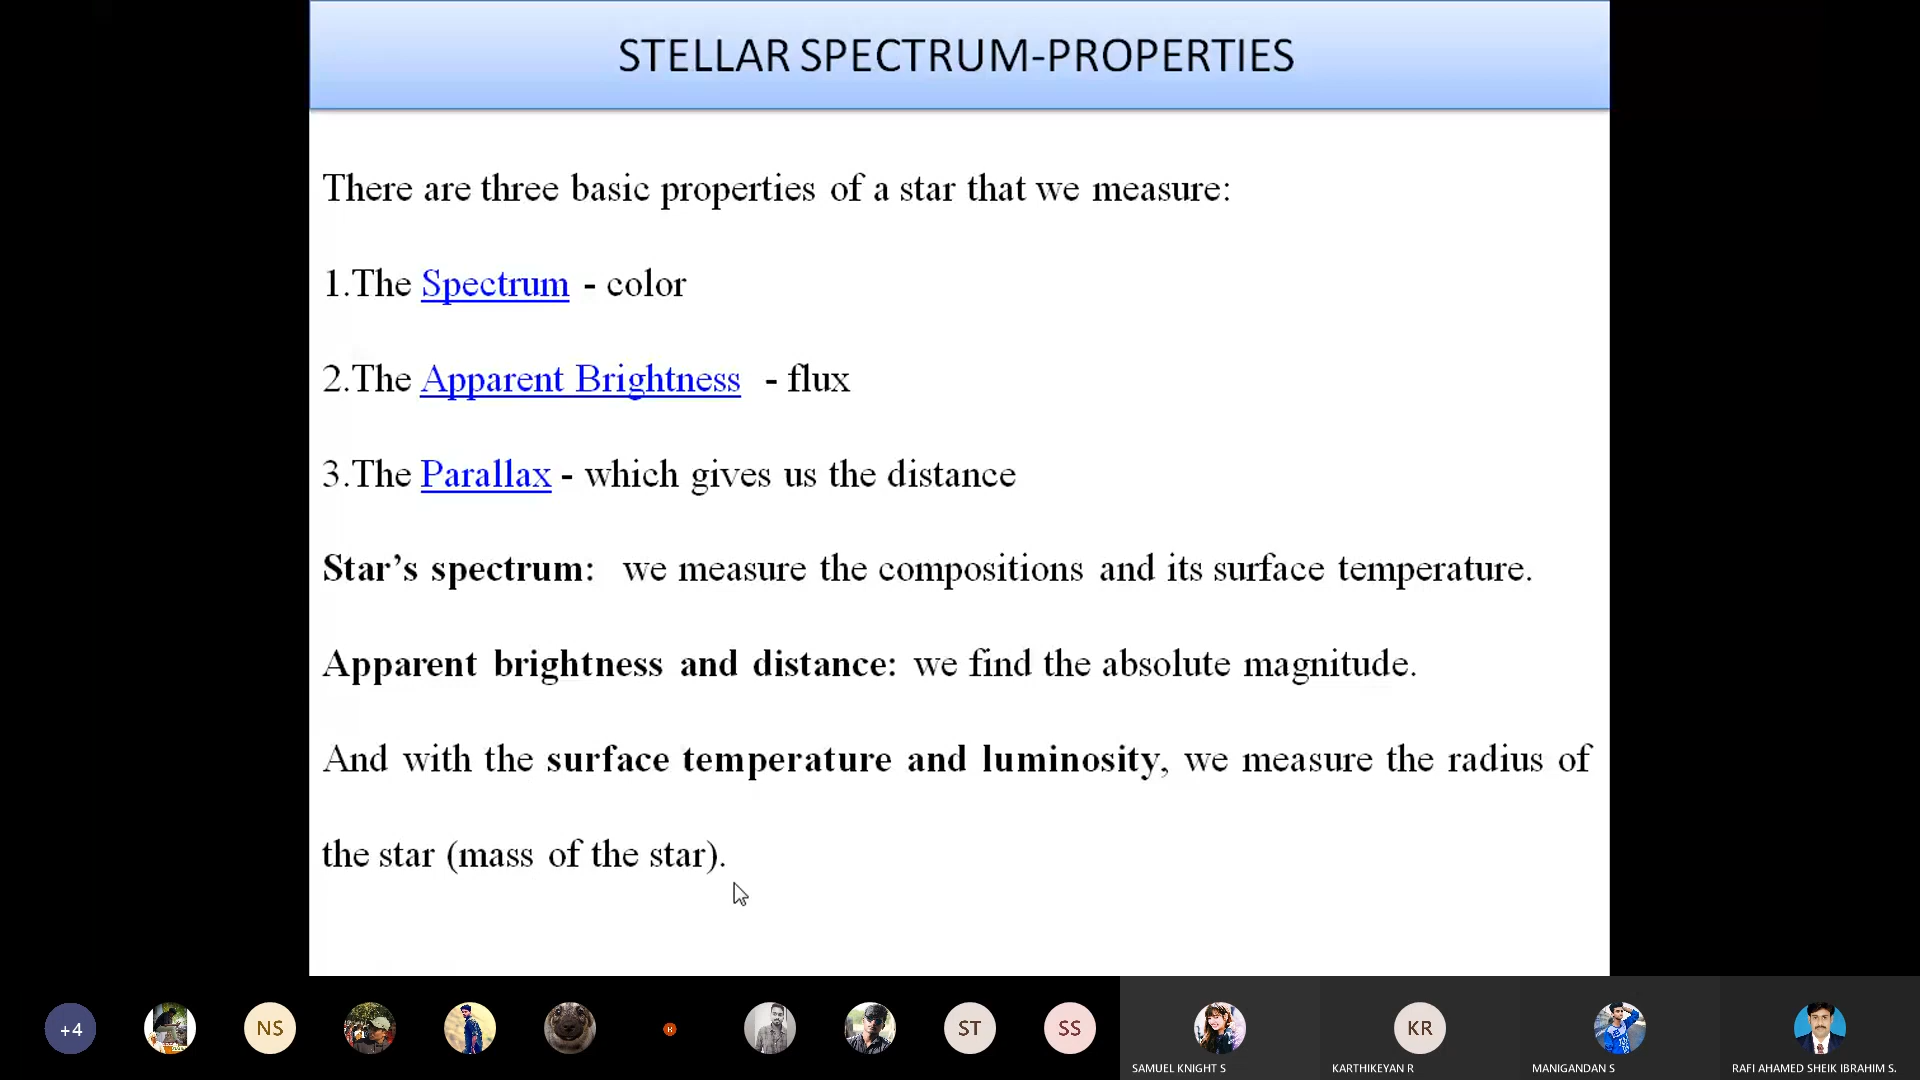 STELLAR SPECTRUM-PROPERTIES
There are three basic properties of a star that we measure:
1.The Spectrum - color
2.The Apparent Brightness - flux
3.The Parallax - which gives us the distance
Star’s spectrum: we measure the compositions and its surface temperature.
Apparent brightness and distance: we find the absolute magnitude.
And with the surface temperature and luminosity, we measure the radius of
the star (mass of the star).
+4
NS
K
ST
SS
KR
SAMUEL KNIGHT S
KARTHIKEYAN R
MANIGANDAN S
RAFI AHAMED SHEIK IBRAHIM S.